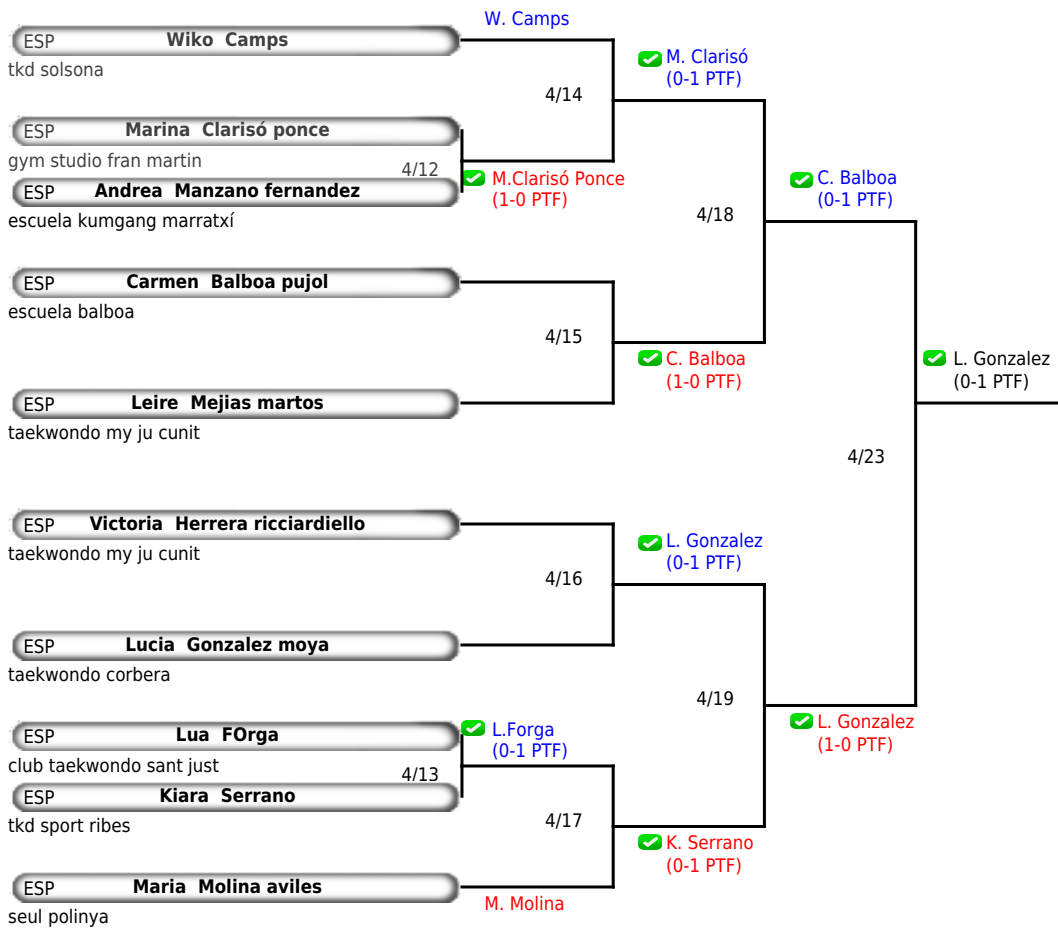 W. Camps
ESP Wiko Camps
tkd solsona
M. Clarisó
(0-1 PTF)
4/14
ESP Marina Clarisó ponce
gym studio fran martin
4/12
M.Clarisó Ponce
(1-0 PTF)
ESP Andrea Manzano fernandez
escuela kumgang marratxí
C. Balboa
(0-1 PTF)
4/18
ESP Carmen Balboa pujol
escuela balboa
4/15
C. Balboa
(1-0 PTF)
L. Gonzalez
(0-1 PTF)
ESP Leire Mejias martos
taekwondo my ju cunit
4/23
ESP Victoria Herrera ricciardiello
taekwondo my ju cunit
L. Gonzalez
(0-1 PTF)
4/16
ESP Lucia Gonzalez moya
taekwondo corbera
4/19
L. Gonzalez
(1-0 PTF)
ESP Lua FOrga
club taekwondo sant just
L.Forga
(0-1 PTF)
4/13
ESP Kiara Serrano
tkd sport ribes
4/17
K. Serrano
(0-1 PTF)
ESP Maria Molina aviles
seul polinya
M. Molina